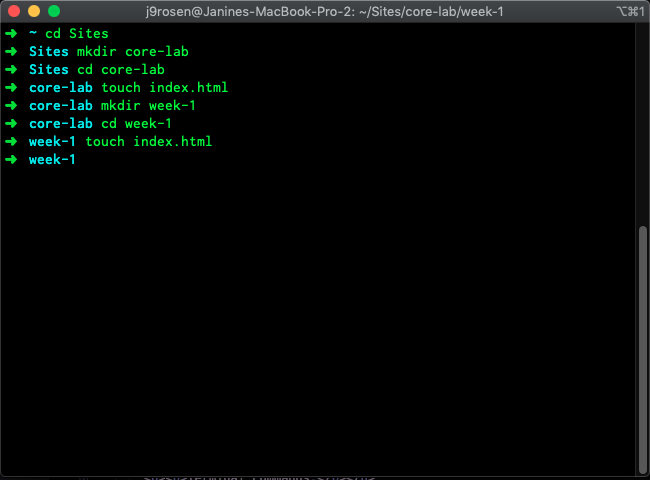 j9rosen@Janines-MacBook-Pro-2: ~/Sites/core-lab/week-1 ⌥⌘1
➜ ~ cd Sites
➜ Sites mkdir core-lab
➜ Sites cd core-lab
➜ core-lab touch index.html
➜ core-lab mkdir week-1
➜ core-lab cd week-1
➜ week-1 touch index.html
➜ week-1